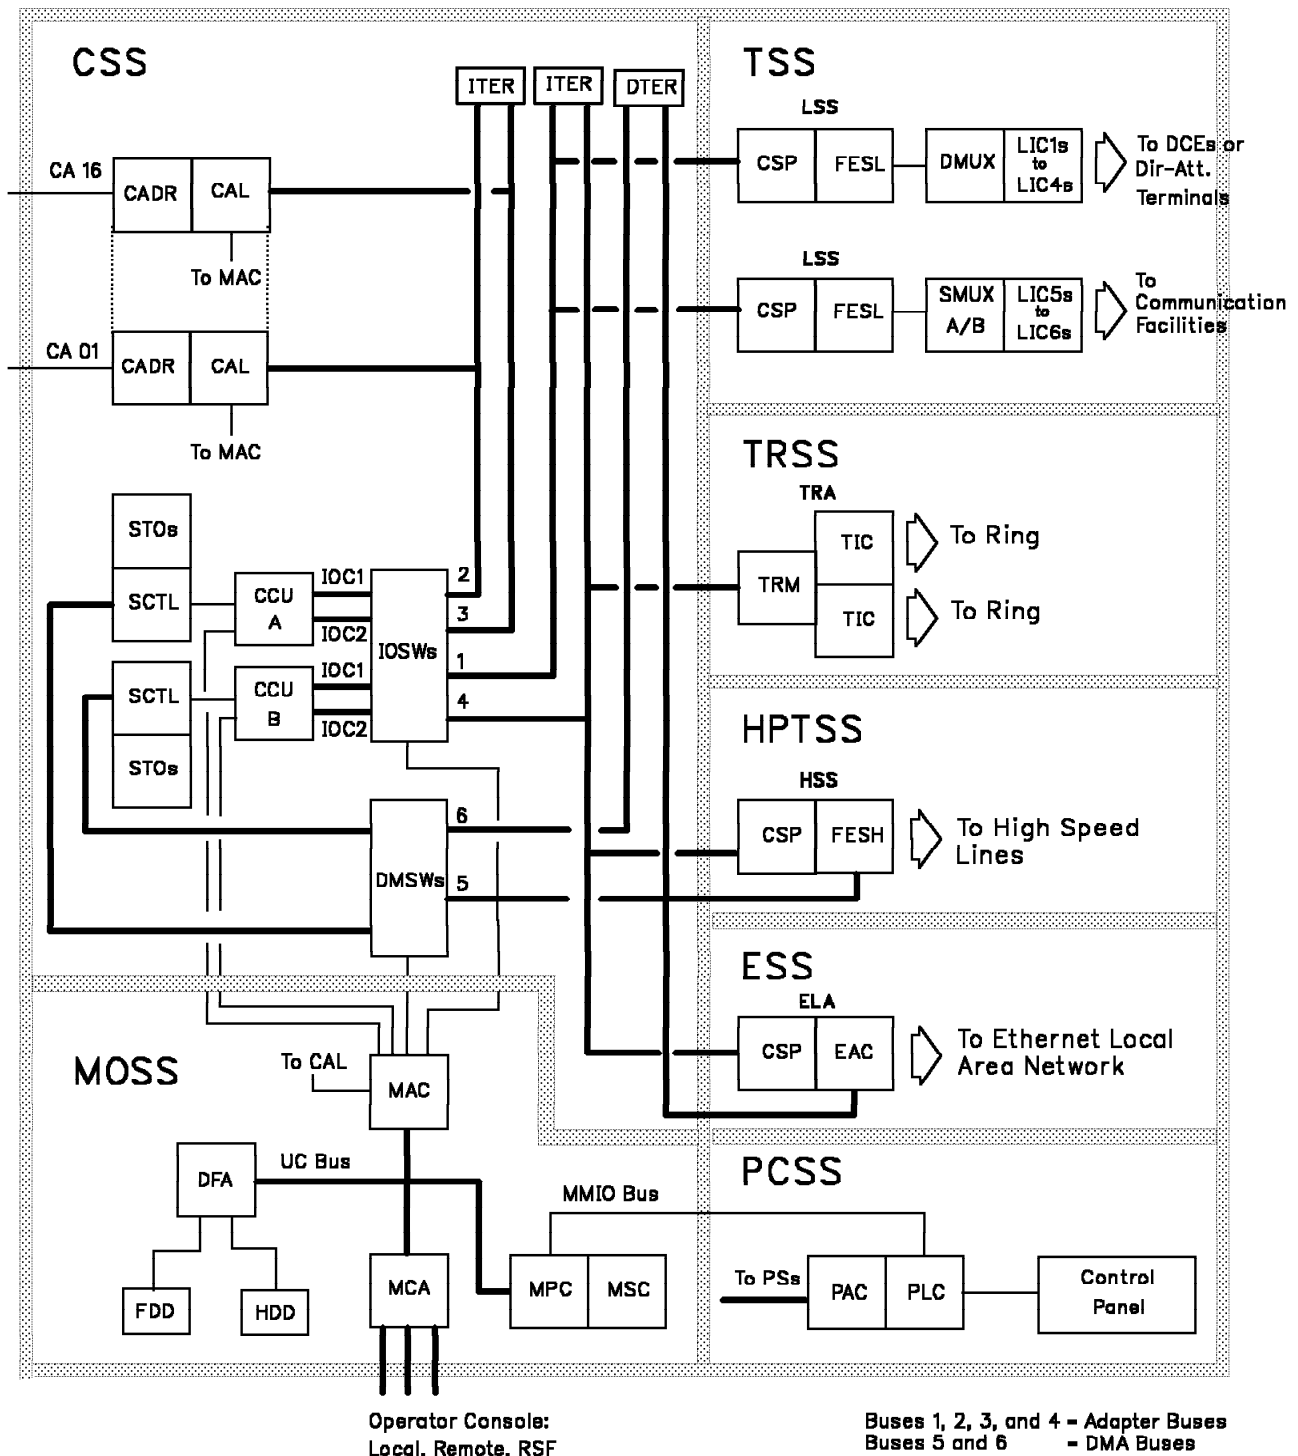 CSS
ITER
ITER
DTER
CA 16
CADR
CAL
To MAC
CA 01
CADR
CAL
To MAC
STOs
SCTL
CCU
A
IOC1
IOC2
IOSWs
2
3
1
4
SCTL
STOs
CCU
B
IOC1
IOC2
DMSWs
6
5
TSS
LSS
CSP
FESL
DMUX
LIC1s
to
LIC4s
To DCEs or
Dir-Att.
Terminals
LSS
CSP
FESL
SMUX
A/B
LIC5s
to
LIC6s
To
Communication
Facilities
TRSS
TRA
TRM
TIC
TIC
To Ring
To Ring
HPTSS
HSS
CSP
FESH
To High Speed
Lines
ESS
ELA
CSP
EAC
To Ethernet Local
Area Network
MOSS
To CAL
MAC
DFA
UC Bus
FDD
HDD
MCA
MMIO Bus
MPC
MSC
PCSS
To PSs
PAC
PLC
Control
Panel
Operator Console:
Local, Remote, RSF
Buses 1, 2, 3, and 4 = Adapter Buses
Buses 5 and 6 = DMA Buses